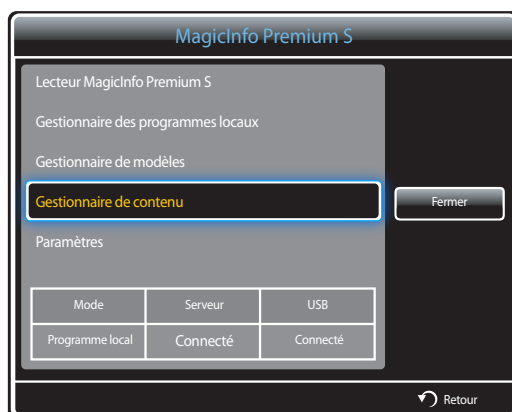 MagicInfo Premium S
Lecteur MagicInfo Premium S
Gestionnaire des programmes locaux
Gestionnaire de modèles
Gestionnaire de contenu
Fermer
Paramètres
Mode Serveur USB
Programme local Connecté Connecté
Retour